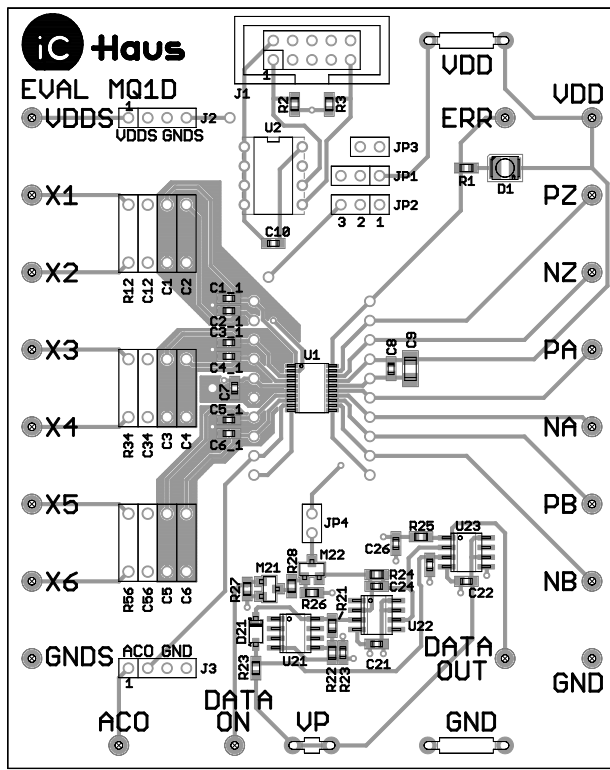 iC Haus
EVAL MQ1D
VDD
VDDS
1
VDDS GNDS
J2
J1
1
R2
R3
U2
ERR
VDD
JP3
JP1
JP2
3 2 1
R1
D1
X1
PZ
C10
X2
R12
C12
C1
C2
NZ
C1_1
C2_1
C3_1
C4_1
U1
C8
C9
X3
PA
C7
X4
R34
C34
C3
C4
C5_1
C6_1
NA
X5
PB
JP4
R25
U23
C26
M22
R28
M21
R27
R24
C24
C22
X6
R56
C56
C5
C6
NB
R26
R21
U22
D21
U21
C21
R22
R23
R23
GNDS
ACO GND
1
J3
DATA
OUT
GND
ACO
DATA
ON
VP
GND